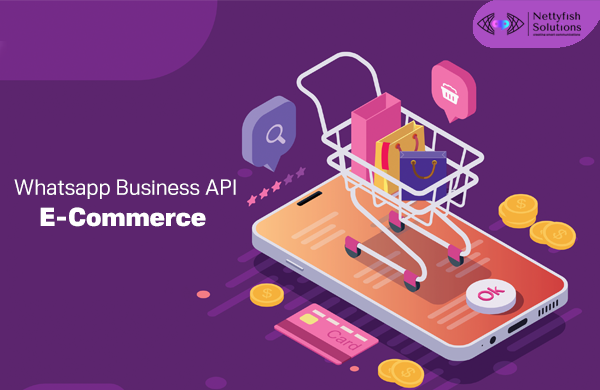 Nettyfish
Solutions
Whatsapp Business API
E-Commerce
Ok
Card